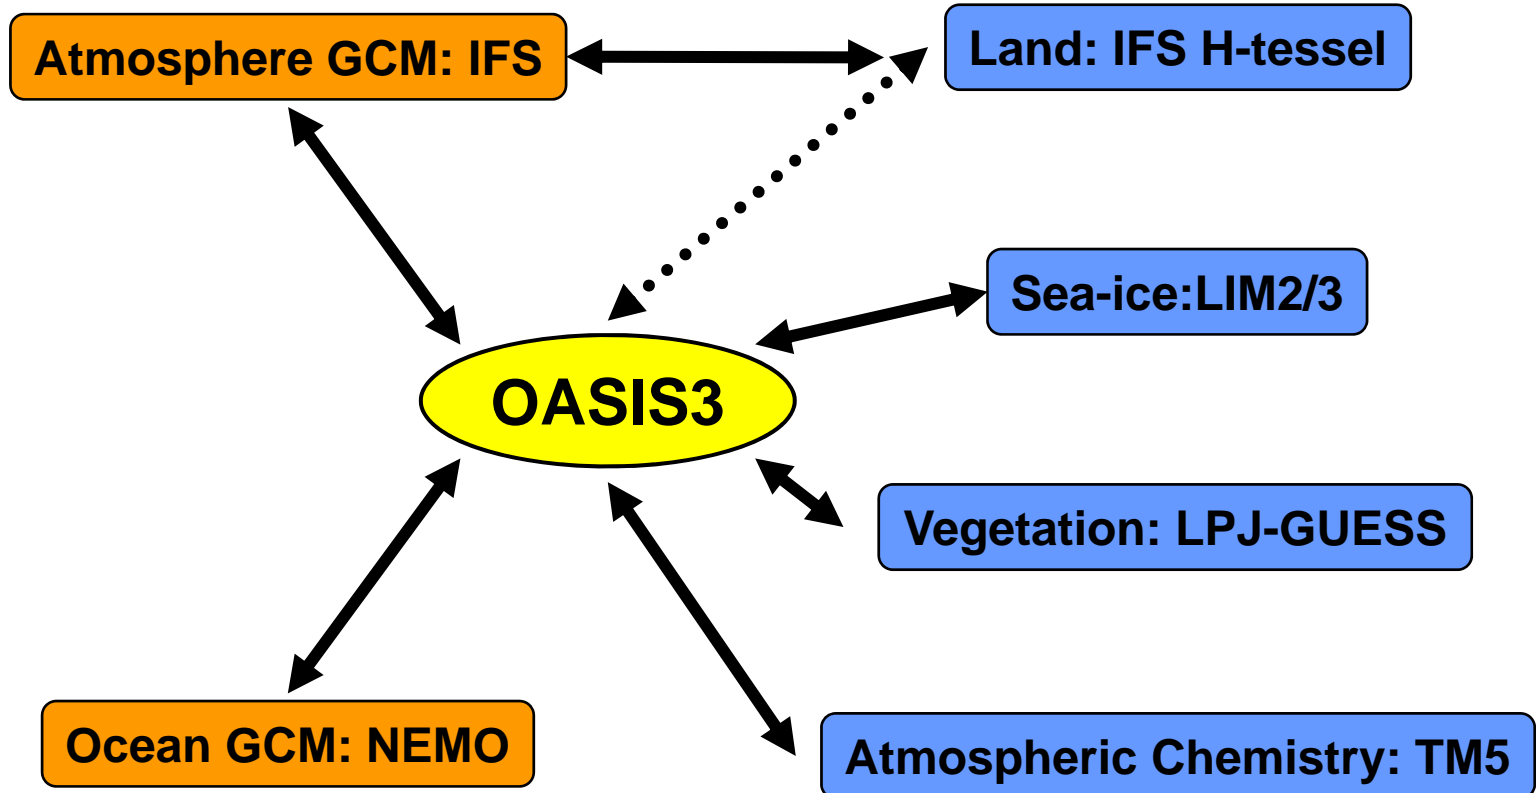 Atmosphere GCM: IFS
Land: IFS H-tessel
Sea-ice:LIM2/3
OASIS3
Vegetation: LPJ-GUESS
Ocean GCM: NEMO
Atmospheric Chemistry: TM5